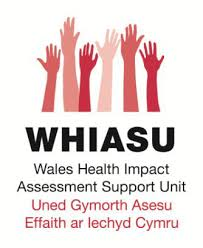 WHIASU
Wales Health Impact
Assessment Support Unit
Uned Gymorth Asesu
Effaith ar Iechyd Cymru